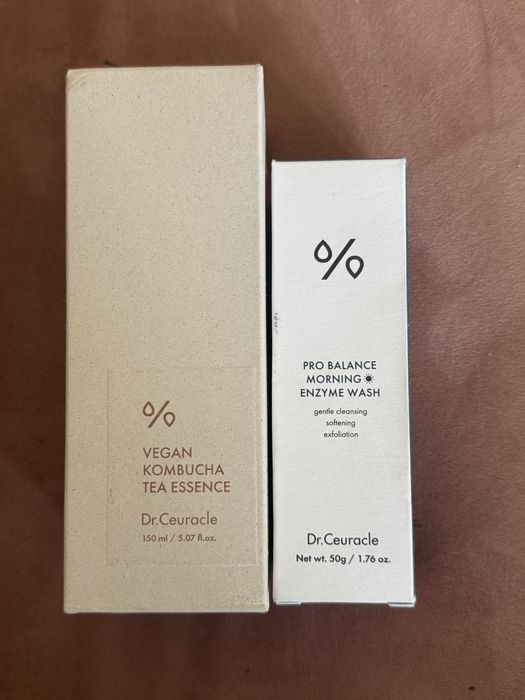 VEGAN
KOMBUCHA
TEA ESSENCE
Dr.Ceuracle
150 ml / 5.07 fl.oz.
%
PRO BALANCE
MORNING☀
ENZYME WASH
gentle cleansing
softening
exfoliation
Dr.Ceuracle
Net wt. 50g / 1.76 oz.